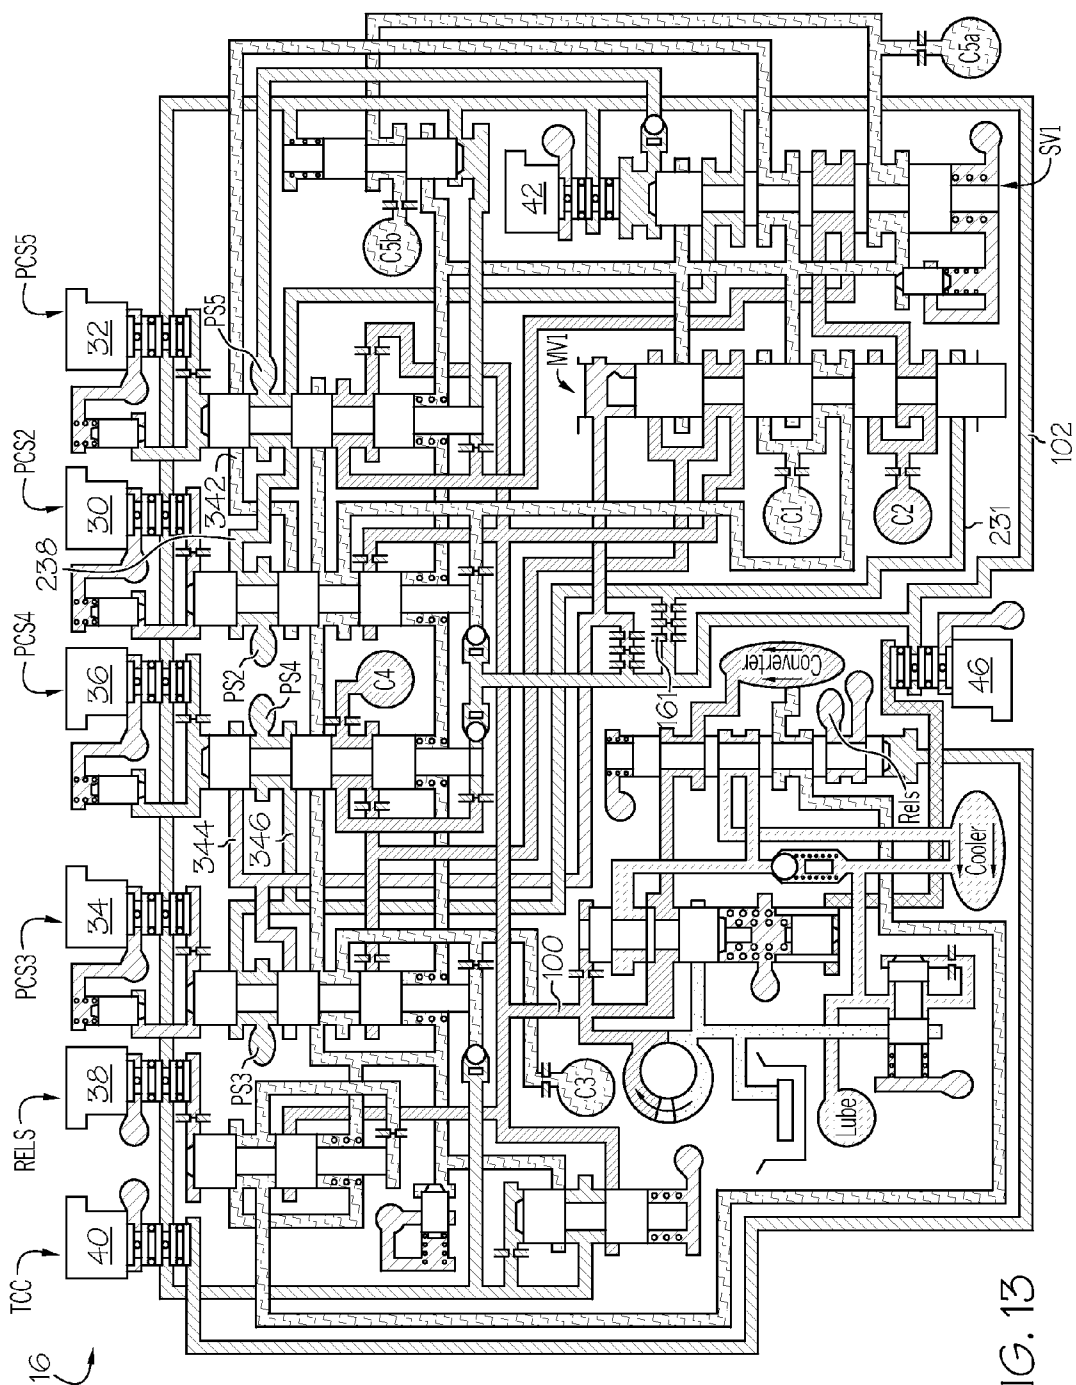 16
TCC
40
RELS
38
PCS3
34
PCS4
36
PCS2
30
PCS5
32
PS3
PS4
PS2
PS5
238
342
344
346
C4
C5b
42
C5a
SV1
MV1
C1
C2
102
231
161
Converter
46
Rels
Cooler
100
C3
Lube
IG. 13